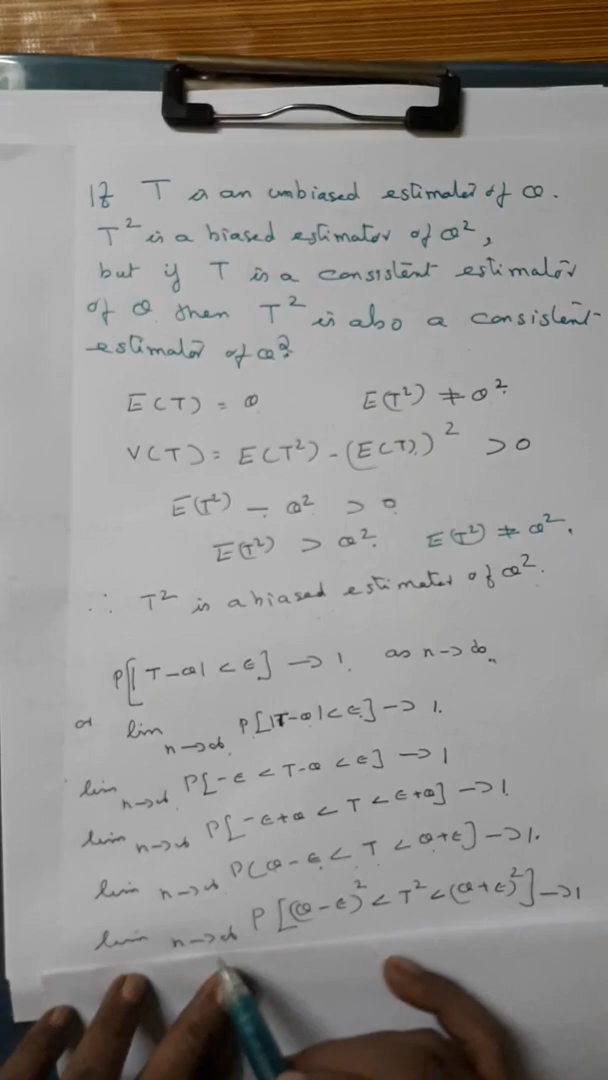 If T is an unbiased estimator of θ.
T² is a biased estimator of θ²,
but if T is a consistent estimator
of θ then T² is also a consistent
estimator of θ².
E(T) = θ E(T²) ≠ θ²
V(T) = E(T²) - (E(T))² > 0
E(T²) - θ² > 0
E(T²) > θ². E(T²) ≠ θ².
∴ T² is a biased estimator of θ².
P[|T-θ| < ε] → 1. as n → ∞.
or lim n→∞ P[|T-θ| < ε] → 1.
lim n→∞ P[-ε < T-θ < ε] → 1
lim n→∞ P[-ε+θ < T < ε+θ] → 1.
lim n→∞ P(θ-ε < T < θ+ε] → 1.
lim n→∞ P[(θ-ε)² < T² < (θ+ε)²] → 1